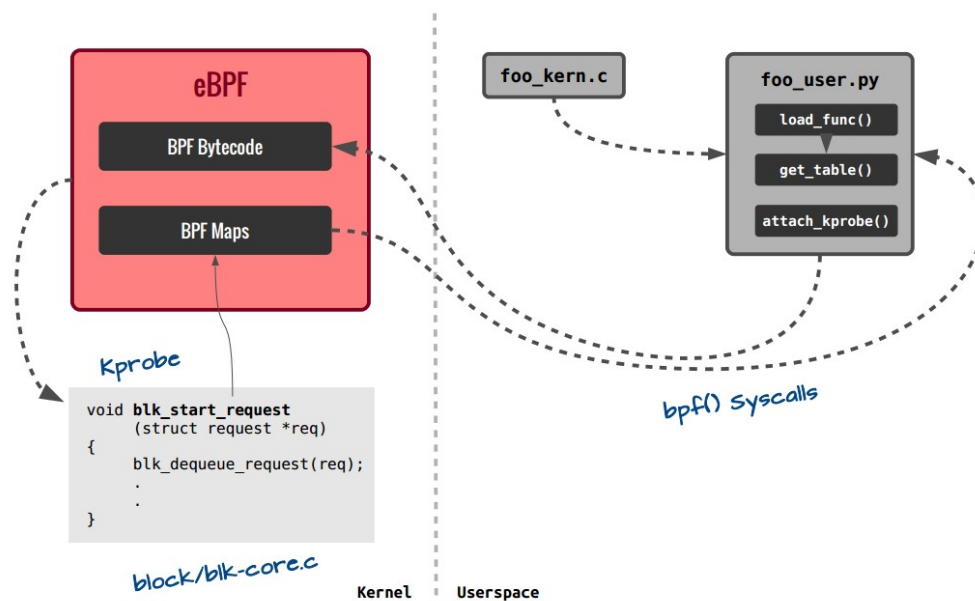 eBPF
BPF Bytecode
BPF Maps
Kprobe
void blk_start_request
(struct request *req)
{
blk_dequeue_request(req);
.
.
}
block/blk-core.c
Kernel
Userspace
foo_kern.c
foo_user.py
load_func()
get_table()
attach_kprobe()
bpf() Syscalls